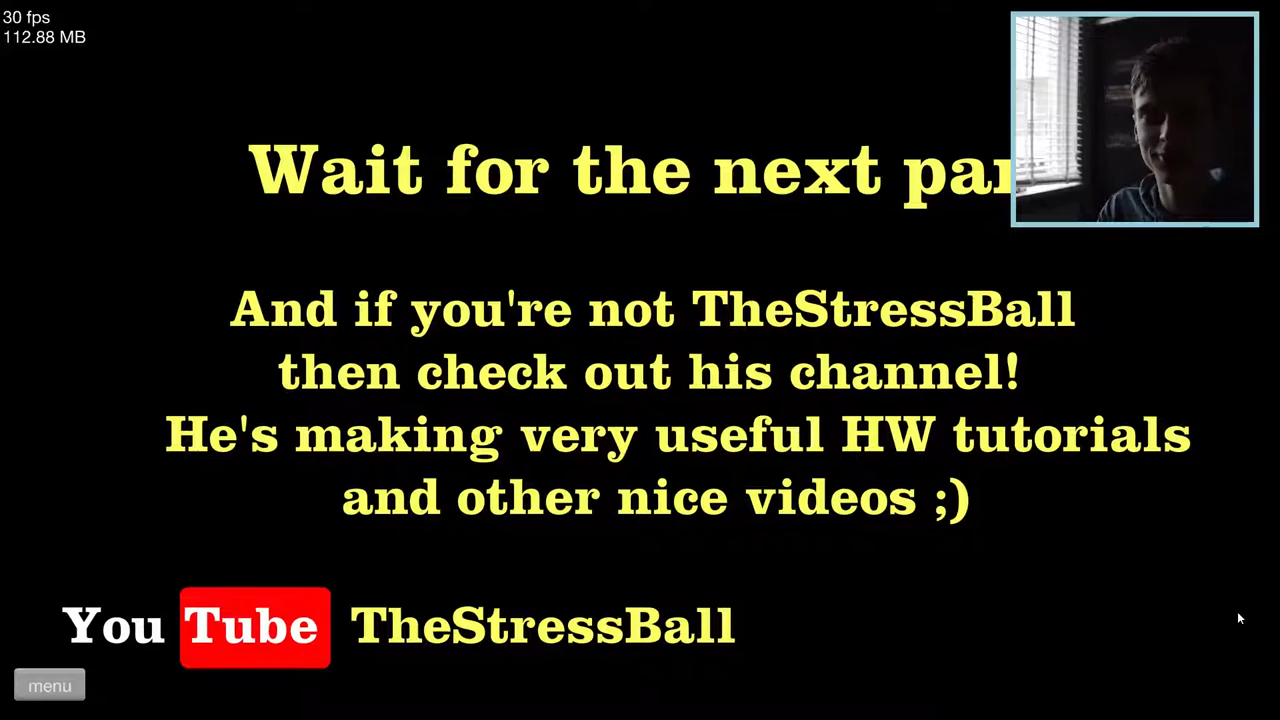 30 fps
112.88 MB
Wait for the next
And if you're not TheStressBall
then check out his channel!
He's making very useful HW tutorials
and other nice videos ;)
You Tube TheStressBall
menu